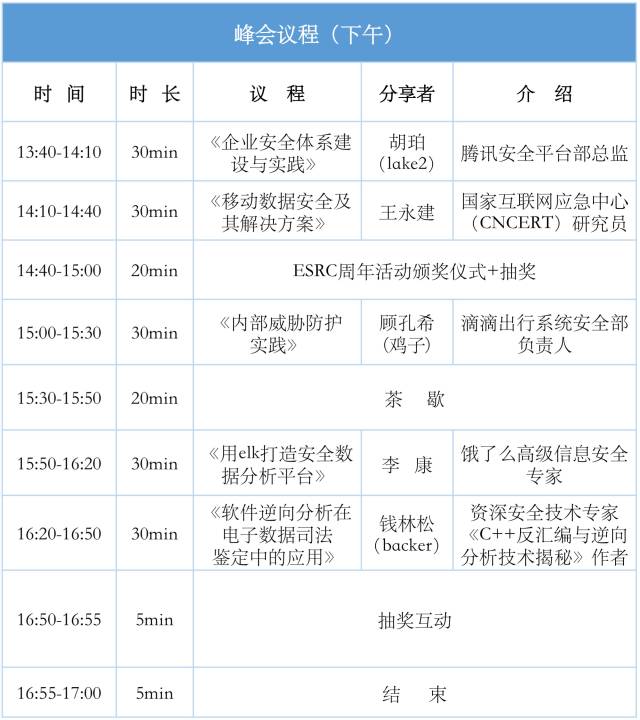 峰会议程（下午）
时 间 时 长 议 程 分享者 介 绍
13:40-14:10 30min 《企业安全体系建
设与实践》 胡珀
（lake2） 腾讯安全平台部总监
14:10-14:40 30min 《移动数据安全及
其解决方案》 王永建 国家互联网应急中心
（CNCERT）研究员
14:40-15:00 20min ESRC周年活动颁奖仪式+抽奖
15:00-15:30 30min 《内部威胁防护
实践》 顾孔希
(鸡子) 滴滴出行系统安全部
负责人
15:30-15:50 20min 茶 歇
15:50-16:20 30min 《用elk打造安全数
据分析平台》 李 康 饿了么高级信息安全
专家
16:20-16:50 30min 《软件逆向分析在
电子数据司法
鉴定中的应用》 钱林松
（backer） 资深安全技术专家
《C++反汇编与逆向
分析技术揭秘》作者
16:50-16:55 5min 抽奖互动
16:55-17:00 5min 结 束